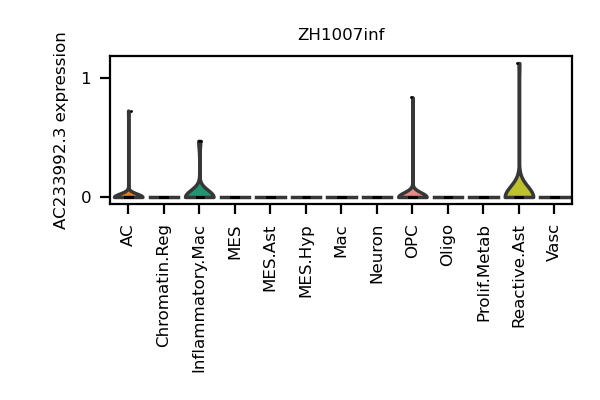 ZH1007inf
AC233992.3 expression
1
0
AC
Chromatin.Reg
Inflammatory.Mac
MES
MES.Ast
MES.Hyp
Mac
Neuron
OPC
Oligo
Prolif.Metab
Reactive.Ast
Vasc